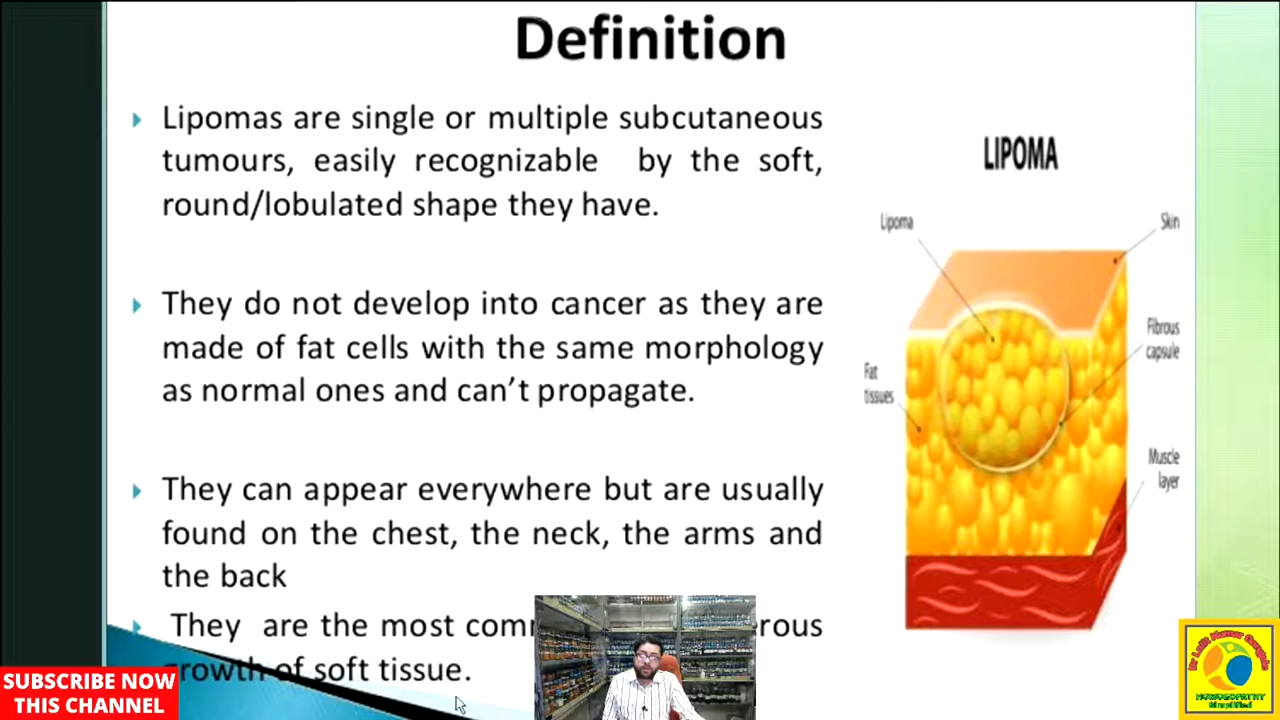 Definition
Lipomas are single or multiple subcutaneous
tumours, easily recognizable by the soft,
round/lobulated shape they have.
They do not develop into cancer as they are
made of fat cells with the same morphology
as normal ones and can't propagate.
They can appear everywhere but are usually
found on the chest, the neck, the arms and
the back
They are the most
growth of soft tissue.
LIPOMA
Lipoma
Skin
Fibrous
capsule
Fat
tissues
Muscle
layer
SUBSCRIBE NOW
THIS CHANNEL
HOMOEOPATHY
Simplified